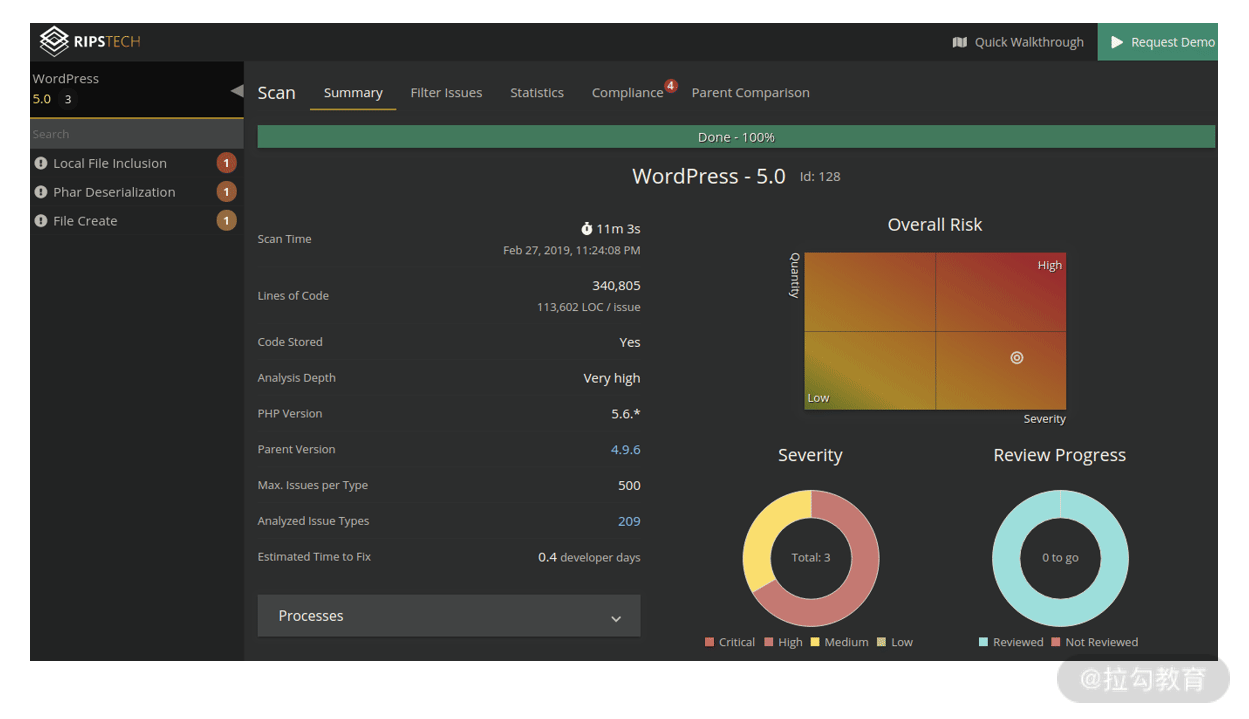 RIPSTECH
Quick Walkthrough
Request Demo
WordPress
5.0 3
Search
Local File Inclusion 1
Phar Deserialization 1
File Create 1
Scan Summary Filter Issues Statistics Compliance 4 Parent Comparison
Done - 100%
WordPress - 5.0 Id: 128
Scan Time 11m 3s
Feb 27, 2019, 11:24:08 PM
Lines of Code 340,805
113,602 LOC / issue
Code Stored Yes
Analysis Depth Very high
PHP Version 5.6.*
Parent Version 4.9.6
Max. Issues per Type 500
Analyzed Issue Types 209
Estimated Time to Fix 0.4 developer days
Processes
Overall Risk
Quantity
High
Low
Severity
Severity
Total: 3
Critical High Medium Low
Review Progress
0 to go
Reviewed Not Reviewed
@拉勾教育